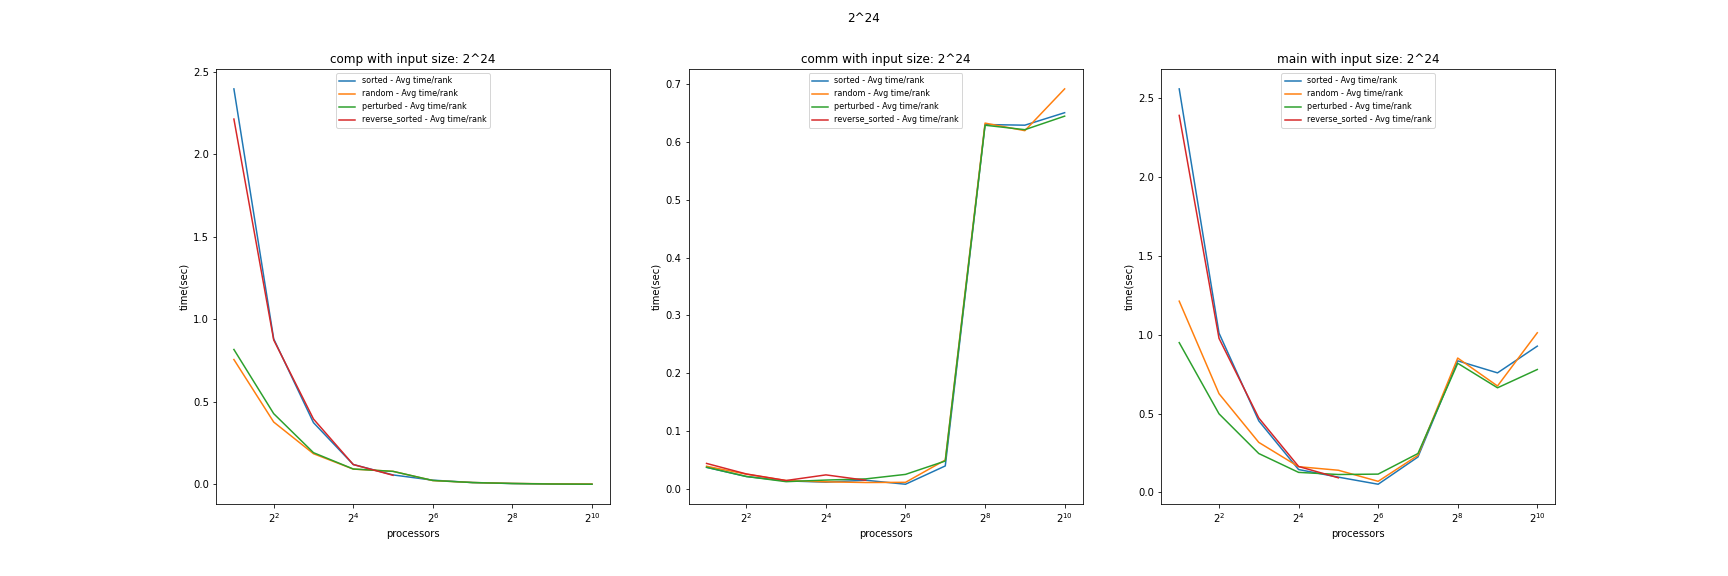 2^24
comp with input size: 2^24
sorted - Avg time/rank
random - Avg time/rank
perturbed - Avg time/rank
reverse_sorted - Avg time/rank
2.5
2.0
1.5
1.0
0.5
0.0
time(sec)
2^2 2^4 2^6 2^8 2^10
processors
comm with input size: 2^24
sorted - Avg time/rank
random - Avg time/rank
perturbed - Avg time/rank
reverse_sorted - Avg time/rank
0.7
0.6
0.5
0.4
0.3
0.2
0.1
0.0
time(sec)
2^2 2^4 2^6 2^8 2^10
processors
main with input size: 2^24
sorted - Avg time/rank
random - Avg time/rank
perturbed - Avg time/rank
reverse_sorted - Avg time/rank
2.5
2.0
1.5
1.0
0.5
0.0
time(sec)
2^2 2^4 2^6 2^8 2^10
processors